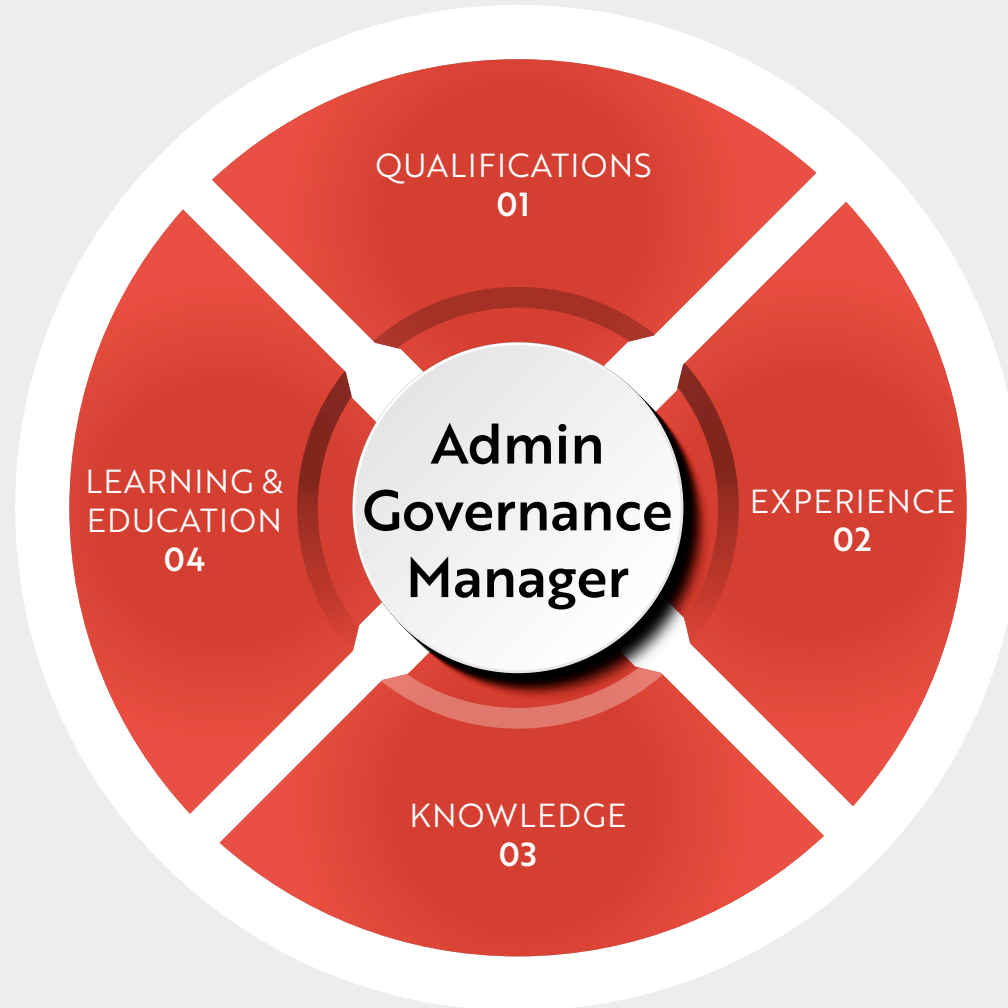 QUALIFICATIONS
01
Admin
Governance
Manager
EXPERIENCE
02
KNOWLEDGE
03
LEARNING &
EDUCATION
04